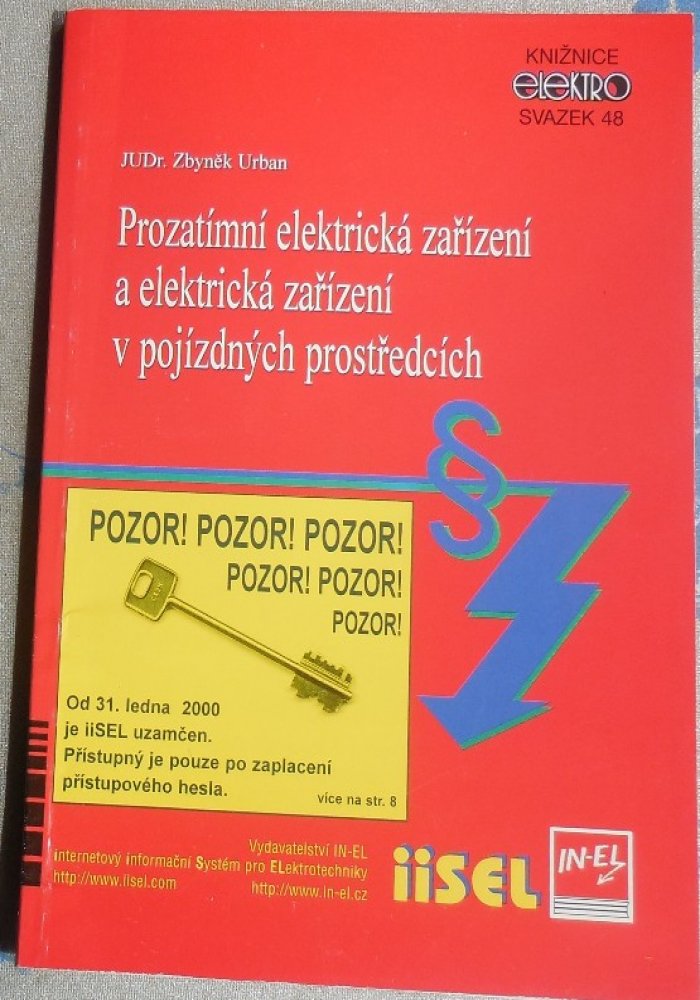 KNIŽNICE
ELEKTRO
SVAZEK 48
JUDr. Zbyněk Urban
Prozatímní elektrická zařízení
a elektrická zařízení
v pojízdných prostředcích
§
POZOR! POZOR! POZOR!
POZOR! POZOR!
POZOR!
Od 31. ledna 2000
je iiSEL uzamčen.
Přístupný je pouze po zaplacení
přístupového hesla.
více na str. 8
Vydavatelství IN-EL
internetový informační Systém pro ELektrotechniky
http://www.iisel.com http://www.in-el.cz
iiSEL
IN-EL